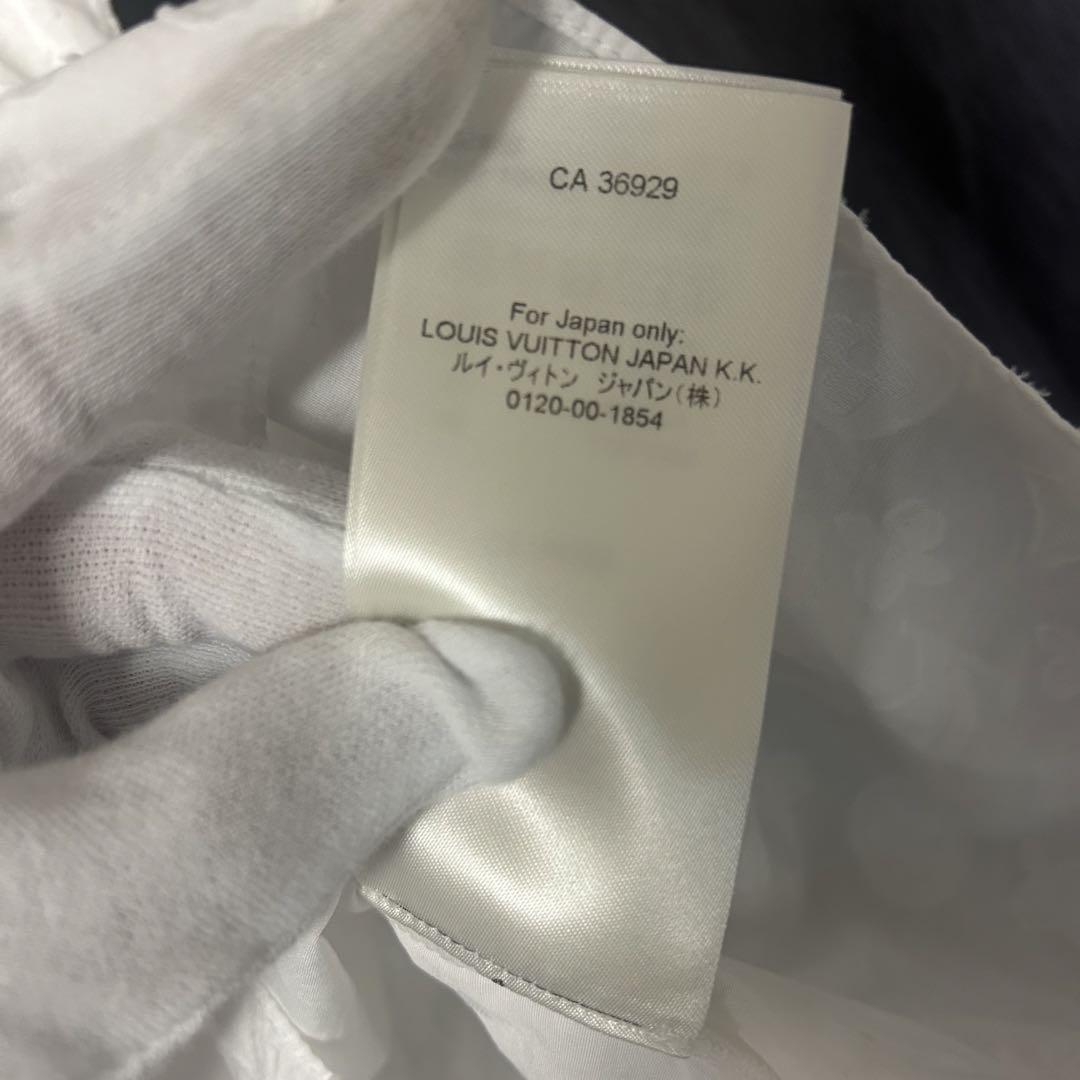 CA 36929
For Japan only:
LOUIS VUITTON JAPAN K.K.
ルイ・ヴィトン ジャパン(株)
0120-00-1854